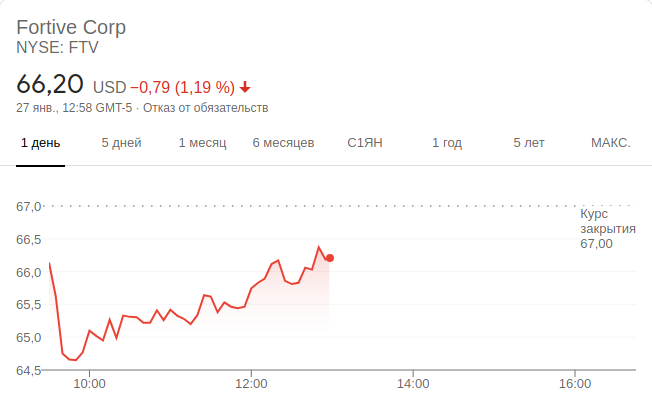 Fortive Corp
NYSE: FTV
66,20 USD −0,79 (1,19 %)
27 янв., 12:58 GMT-5 · Отказ от обязательств
1 день 5 дней 1 месяц 6 месяцев С1ЯН 1 год 5 лет МАКС.
67,0
Курс
закрытия
67,00
66,5
66,0
65,5
65,0
64,5
10:00 12:00 14:00 16:00